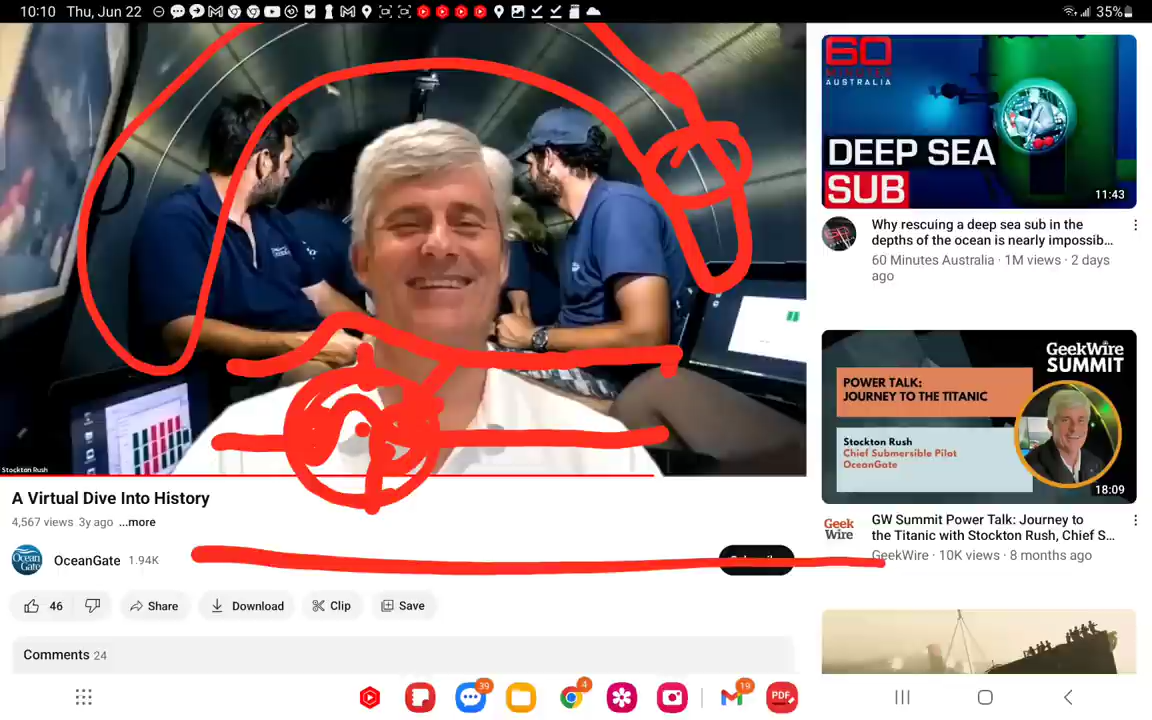 10:10 Thu, Jun 22
35%
Stockton Rush
A Virtual Dive Into History
4,567 views 3y ago ...more
Ocean Gate
OceanGate 1.94K
46
Share
Download
Clip
Save
Comments 24
60
MINUTES
AUSTRALIA
DEEP SEA
SUB
11:43
Why rescuing a deep sea sub in the
depths of the ocean is nearly impossib...
60 Minutes Australia · 1M views · 2 days
ago
GeekWire
SUMMIT
POWER TALK:
JOURNEY TO THE TITANIC
Stockton Rush
Chief Submersible Pilot
OceanGate
18:09
Geek
Wire
GW Summit Power Talk: Journey to
the Titanic with Stockton Rush, Chief S...
GeekWire · 10K views · 8 months ago
39
4
19
PDF